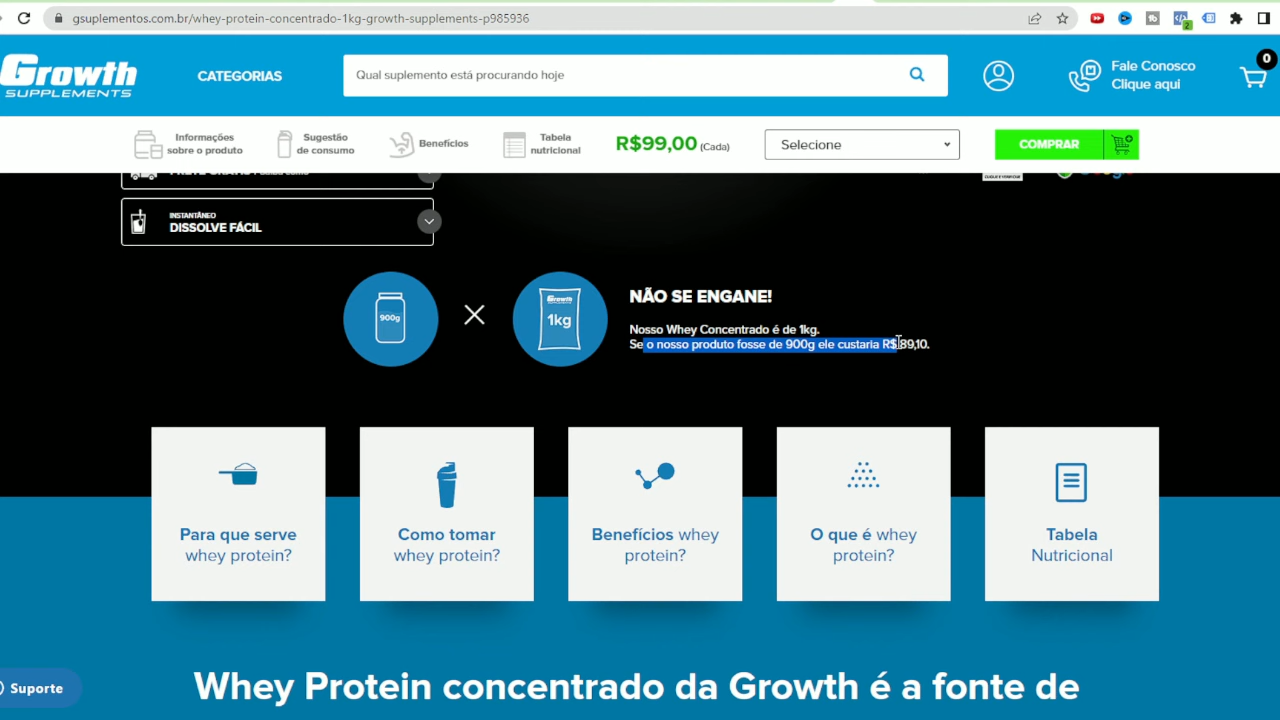 gsuplementos.com.br/whey-protein-concentrado-1kg-growth-supplements-p985936
2
Growth
SUPPLEMENTS
CATEGORIAS
Qual suplemento está procurando hoje
Fale Conosco
Clique aqui
0
Informações
sobre o produto
Sugestão
de consumo
Benefícios
Tabela
nutricional
R$99,00 (Cada)
Selecione
COMPRAR
INSTANTÂNEO
DISSOLVE FÁCIL
900g
Growth
SUPPLEMENTS
1kg
NÃO SE ENGANE!
Nosso Whey Concentrado é de 1kg.
Se o nosso produto fosse de 900g ele custaria R$ 89,10.
Para que serve
whey protein?
Como tomar
whey protein?
Benefícios whey
protein?
O que é whey
protein?
Tabela
Nutricional
Suporte
Whey Protein concentrado da Growth é a fonte de